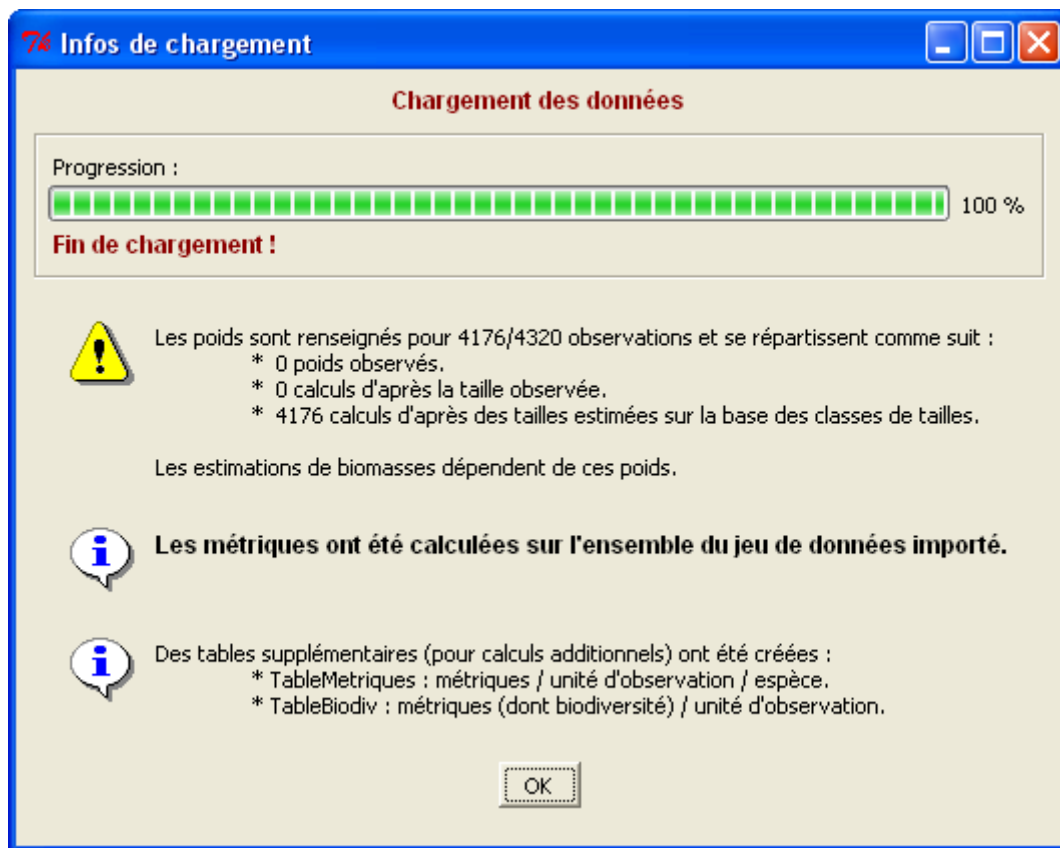 Infos de chargement
Chargement des données
Progression :
100 %
Fin de chargement !
Les poids sont renseignés pour 4176/4320 observations et se répartissent comme suit :
* 0 poids observés.
* 0 calculs d'après la taille observée.
* 4176 calculs d'après des tailles estimées sur la base des classes de tailles.
Les estimations de biomasses dépendent de ces poids.
Les métriques ont été calculées sur l'ensemble du jeu de données importé.
Des tables supplémentaires (pour calculs additionnels) ont été créées :
* TableMetriques : métriques / unité d'observation / espèce.
* TableBiodiv : métriques (dont biodiversité) / unité d'observation.
OK